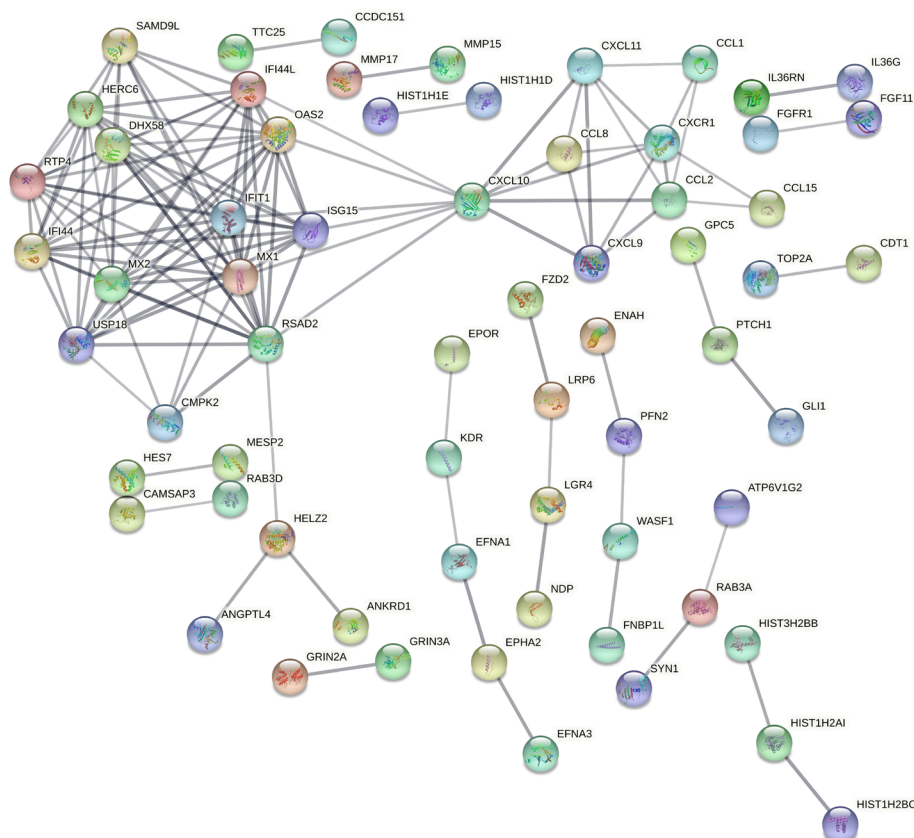 SAMD9L
TTC25
CCDC151
MMP17
MMP15
CXCL11
CCL1
IL36G
IFI44L
HIST1H1D
IL36RN
HERC6
HIST1H1E
FGF11
OAS2
FGFR1
DHX58
CXCR1
CCL8
RTP4
CXCL10
IFIT1
CCL2
CCL15
ISG15
GPC5
IFI44
CDT1
CXCL9
MX1
TOP2A
MX2
FZD2
ENAH
USP18
RSAD2
EPOR
PTCH1
LRP6
CMPK2
PFN2
GLI1
KDR
MESP2
HES7
RAB3D
LGR4
ATP6V1G2
CAMSAP3
HELZ2
WASF1
EFNA1
RAB3A
NDP
ANKRD1
ANGPTL4
HIST3H2BB
FNBP1L
GRIN3A
EPHA2
GRIN2A
SYN1
HIST1H2AI
EFNA3